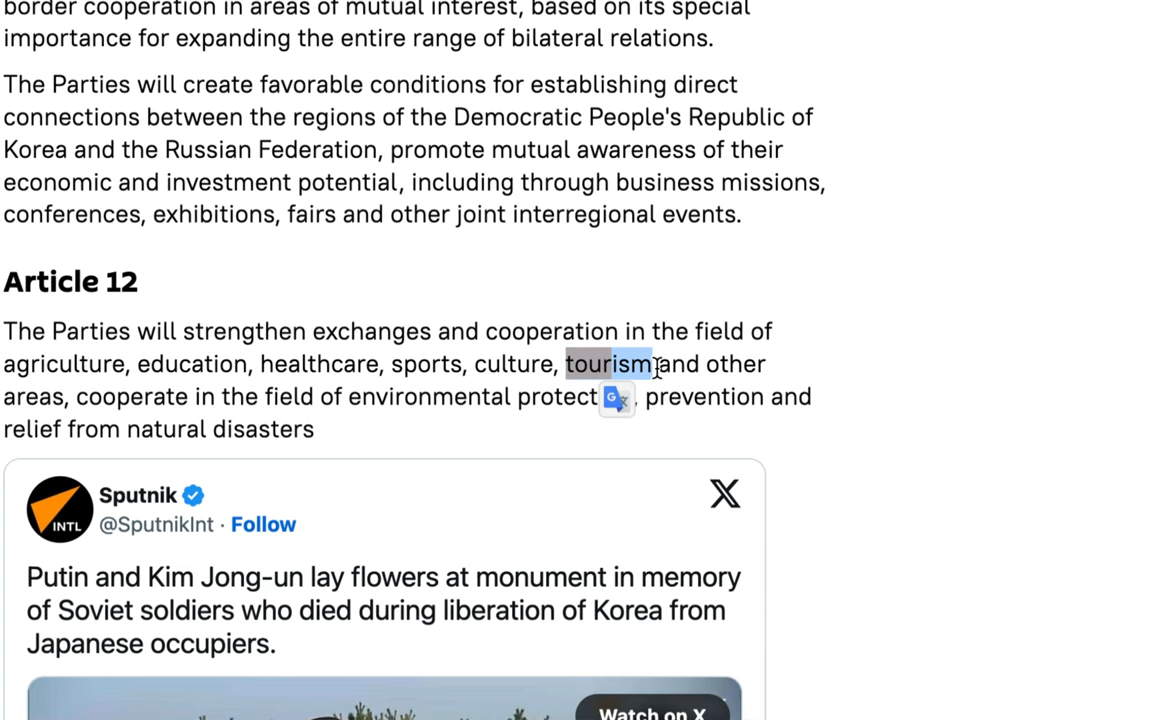 border cooperation in areas of mutual interest, based on its special
importance for expanding the entire range of bilateral relations.
The Parties will create favorable conditions for establishing direct
connections between the regions of the Democratic People's Republic of
Korea and the Russian Federation, promote mutual awareness of their
economic and investment potential, including through business missions,
conferences, exhibitions, fairs and other joint interregional events.
Article 12
The Parties will strengthen exchanges and cooperation in the field of
agriculture, education, healthcare, sports, culture, tourism and other
areas, cooperate in the field of environmental protect , prevention and
relief from natural disasters
INTL
Sputnik
@SputnikInt · Follow
Putin and Kim Jong-un lay flowers at monument in memory
of Soviet soldiers who died during liberation of Korea from
Japanese occupiers.
Watch on X